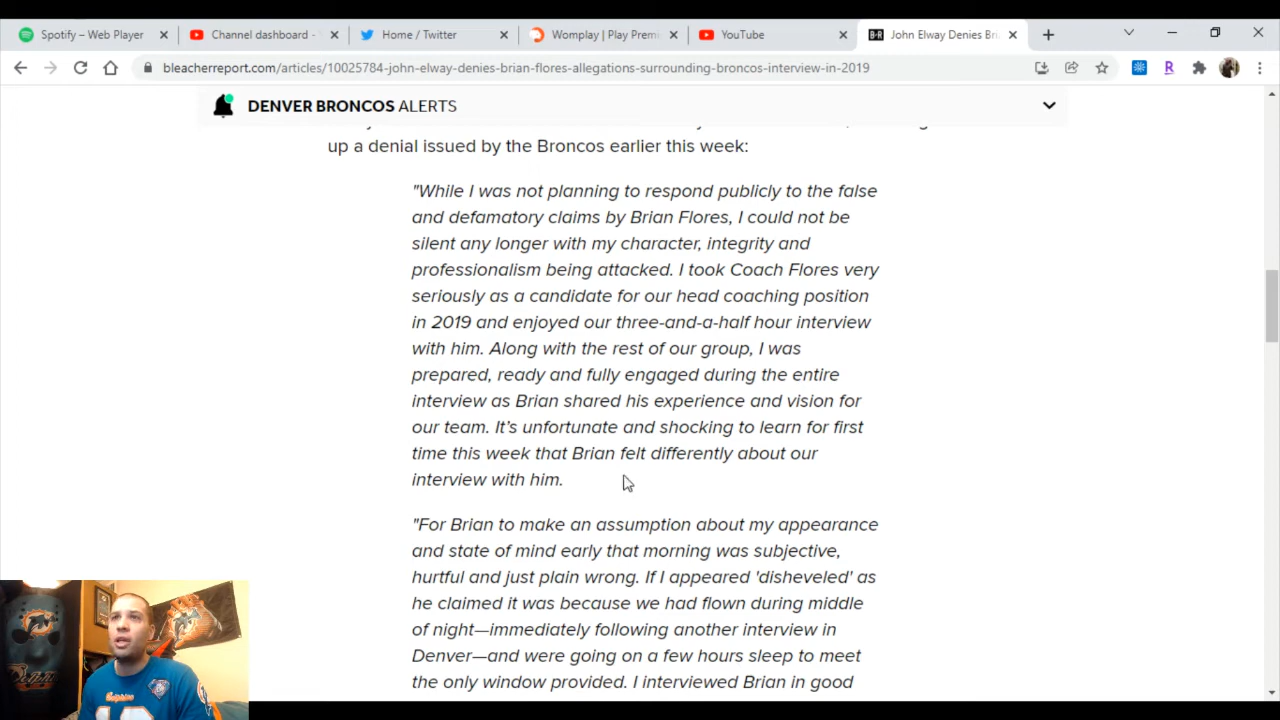 Spotify – Web Player
Channel dashboard -
Home / Twitter
Womplay | Play Premi
YouTube
B·R
John Elway Denies Bri
bleacherreport.com/articles/10025784-john-elway-denies-brian-flores-allegations-surrounding-broncos-interview-in-2019
R
DENVER BRONCOS ALERTS
up a denial issued by the Broncos earlier this week:
"While I was not planning to respond publicly to the false
and defamatory claims by Brian Flores, I could not be
silent any longer with my character, integrity and
professionalism being attacked. I took Coach Flores very
seriously as a candidate for our head coaching position
in 2019 and enjoyed our three-and-a-half hour interview
with him. Along with the rest of our group, I was
prepared, ready and fully engaged during the entire
interview as Brian shared his experience and vision for
our team. It's unfortunate and shocking to learn for first
time this week that Brian felt differently about our
interview with him.
"For Brian to make an assumption about my appearance
and state of mind early that morning was subjective,
hurtful and just plain wrong. If I appeared 'disheveled' as
he claimed it was because we had flown during middle
of night—immediately following another interview in
Denver—and were going on a few hours sleep to meet
the only window provided. I interviewed Brian in good